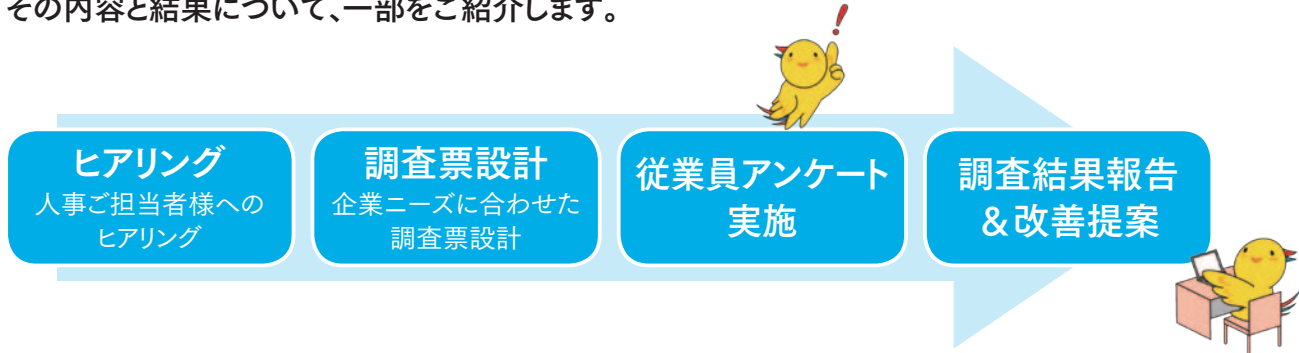 その内容と結果について、一部をご紹介します。
ヒアリング
人事ご担当者様への
ヒアリング
調査票設計
企業ニーズに合わせた
調査票設計
従業員アンケート
実施
調査結果報告
&改善提案